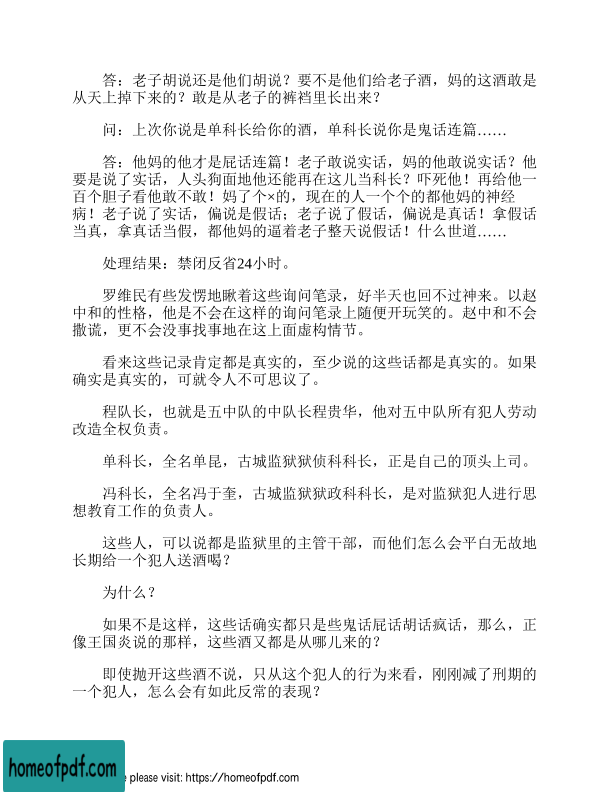 答：老子胡说还是他们胡说？要不是他们给老子酒，妈的这酒敢是
从天上掉下来的？敢是从老子的裤裆里长出来？
问：上次你说是单科长给你的酒，单科长说你是鬼话连篇……
答：他妈的他才是屁话连篇！老子敢说实话，妈的他敢说实话？他
要是说了实话，人头狗面地他还能再在这儿当科长？吓死他！再给他一
百个胆子看他敢不敢！妈了个×的，现在的人一个个的都他妈的神经
病！老子说了实话，偏说是假话；老子说了假话，偏说是真话！拿假话
当真，拿真话当假，都他妈的逼着老子整天说假话！什么世道……
处理结果：禁闭反省24小时。
罗维民有些发愣地瞅着这些询问笔录，好半天也回不过神来。以赵
中和的性格，他是不会在这样的询问笔录上随便开玩笑的。赵中和不会
撒谎，更不会没事找事地在这上面虚构情节。
看来这些记录肯定都是真实的，至少说的这些话都是真实的。如果
确实是真实的，可就令人不可思议了。
程队长，也就是五中队的中队长程贵华，他对五中队所有犯人劳动
改造全权负责。
单科长，全名单昆，古城监狱狱侦科科长，正是自己的顶头上司。
冯科长，全名冯于奎，古城监狱狱政科科长，是对监狱犯人进行思
想教育工作的负责人。
这些人，可以说都是监狱里的主管干部，而他们怎么会平白无故地
长期给一个犯人送酒喝？
为什么？
如果不是这样，这些话确实都只是些鬼话屁话胡话疯话，那么，正
像王国炎说的那样，这些酒又都是从哪儿来的？
即使抛开这些酒不说，只从这个犯人的行为来看，刚刚减了刑期的
一个犯人，怎么会有如此反常的表现？
homeofpdf.com
e please visit: https://homeofpdf.com